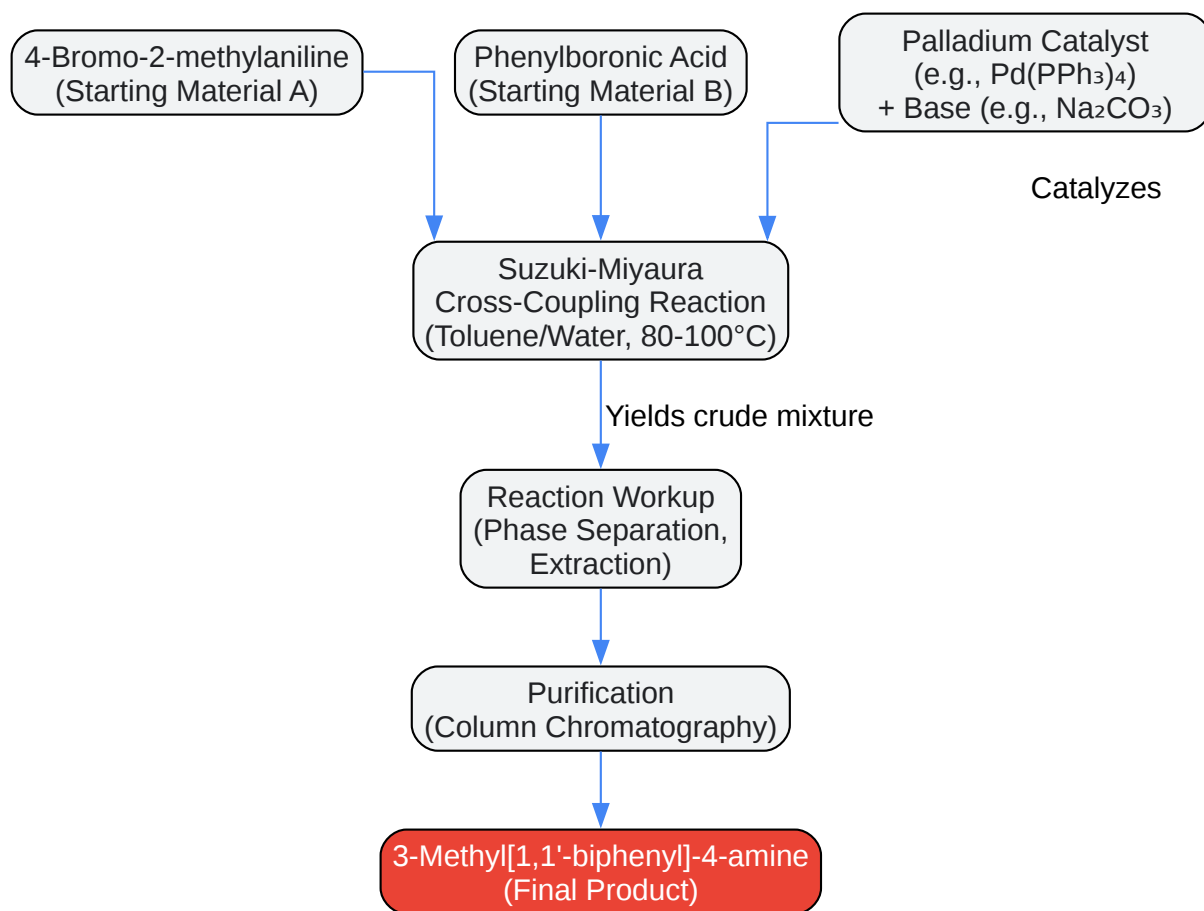 4-Bromo-2-methylaniline
(Starting Material A)
Phenylboronic Acid
(Starting Material B)
Palladium Catalyst
(e.g., Pd(PPh₃)₄)
+ Base (e.g., Na₂CO₃)
Catalyzes
Suzuki-Miyaura
Cross-Coupling Reaction
(Toluene/Water, 80-100°C)
Yields crude mixture
Reaction Workup
(Phase Separation,
Extraction)
Purification
(Column Chromatography)
3-Methyl[1,1'-biphenyl]-4-amine
(Final Product)